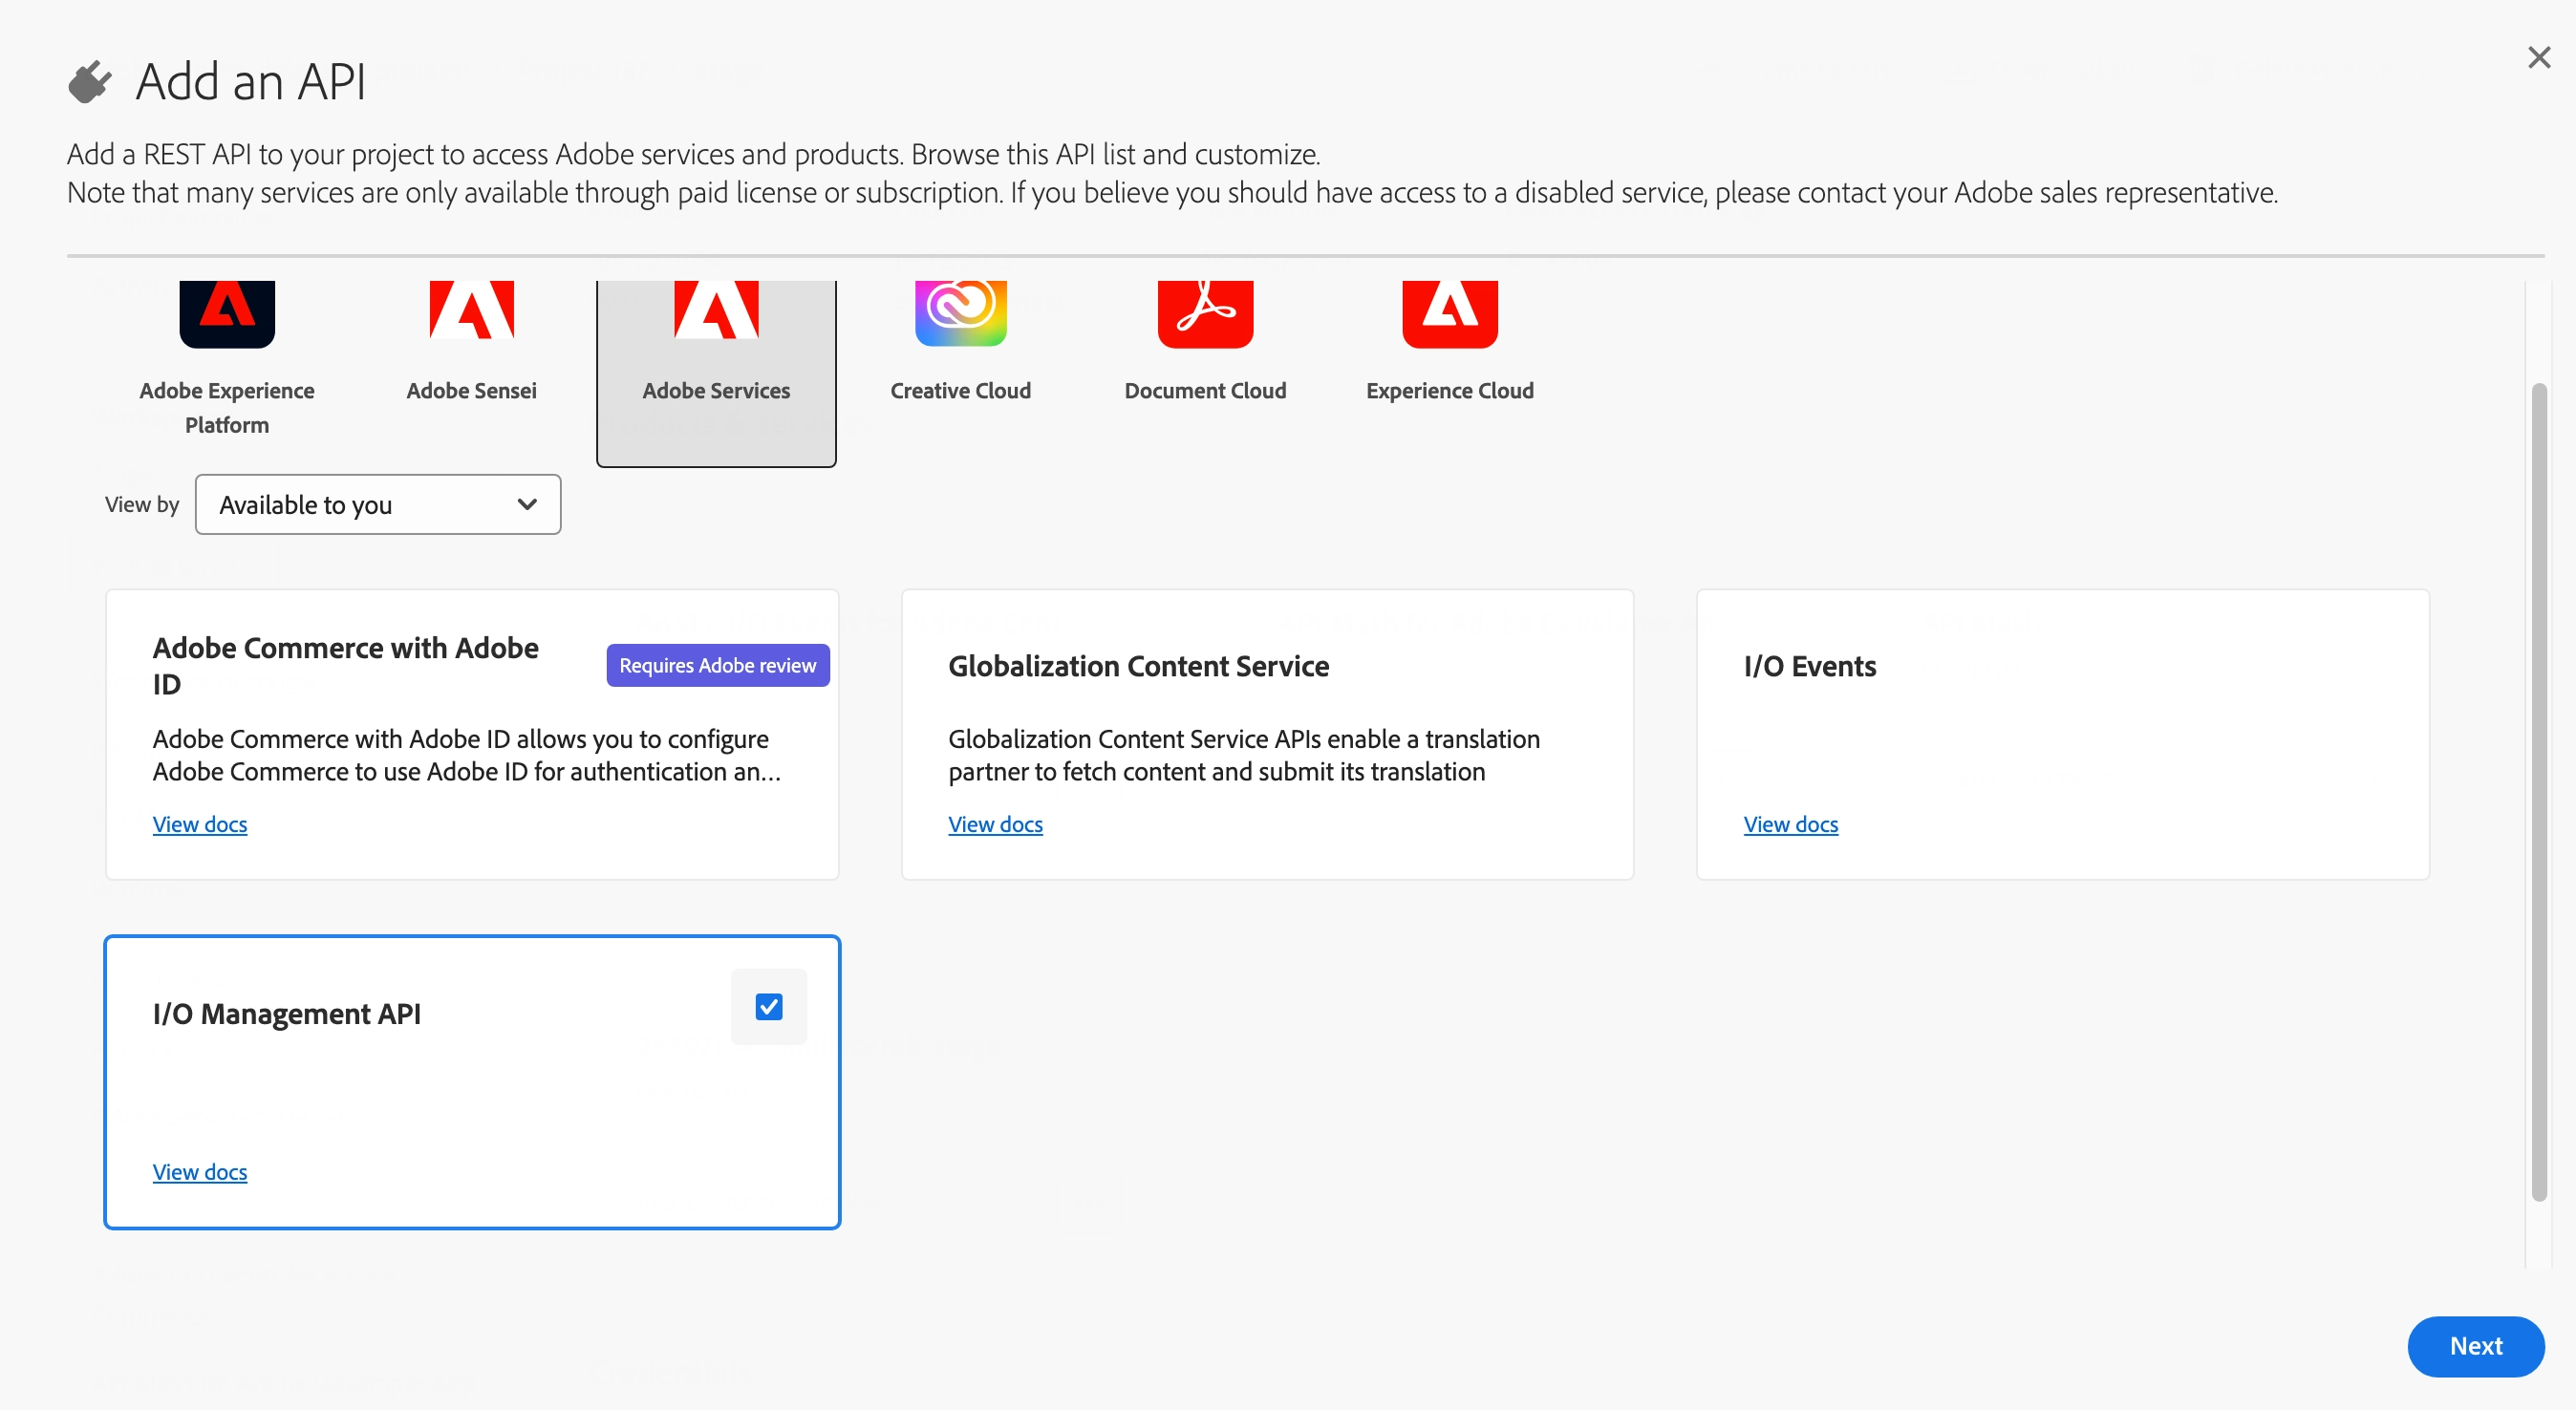 Add an API
Add a REST API to your project to access Adobe services and products. Browse this API list and customize.
Note that many services are only available through paid license or subscription. If you believe you should have access to a disabled service, please contact your Adobe sales representative.
Adobe Experience
Platform
Adobe Sensei
Adobe Services
Creative Cloud
Document Cloud
Experience Cloud
View by
Available to you
Adobe Commerce with Adobe
ID
Requires Adobe review
Adobe Commerce with Adobe ID allows you to configure
Adobe Commerce to use Adobe ID for authentication an...
View docs
Globalization Content Service
Globalization Content Service APIs enable a translation
partner to fetch content and submit its translation
View docs
I/O Events
View docs
I/O Management API
View docs
Next